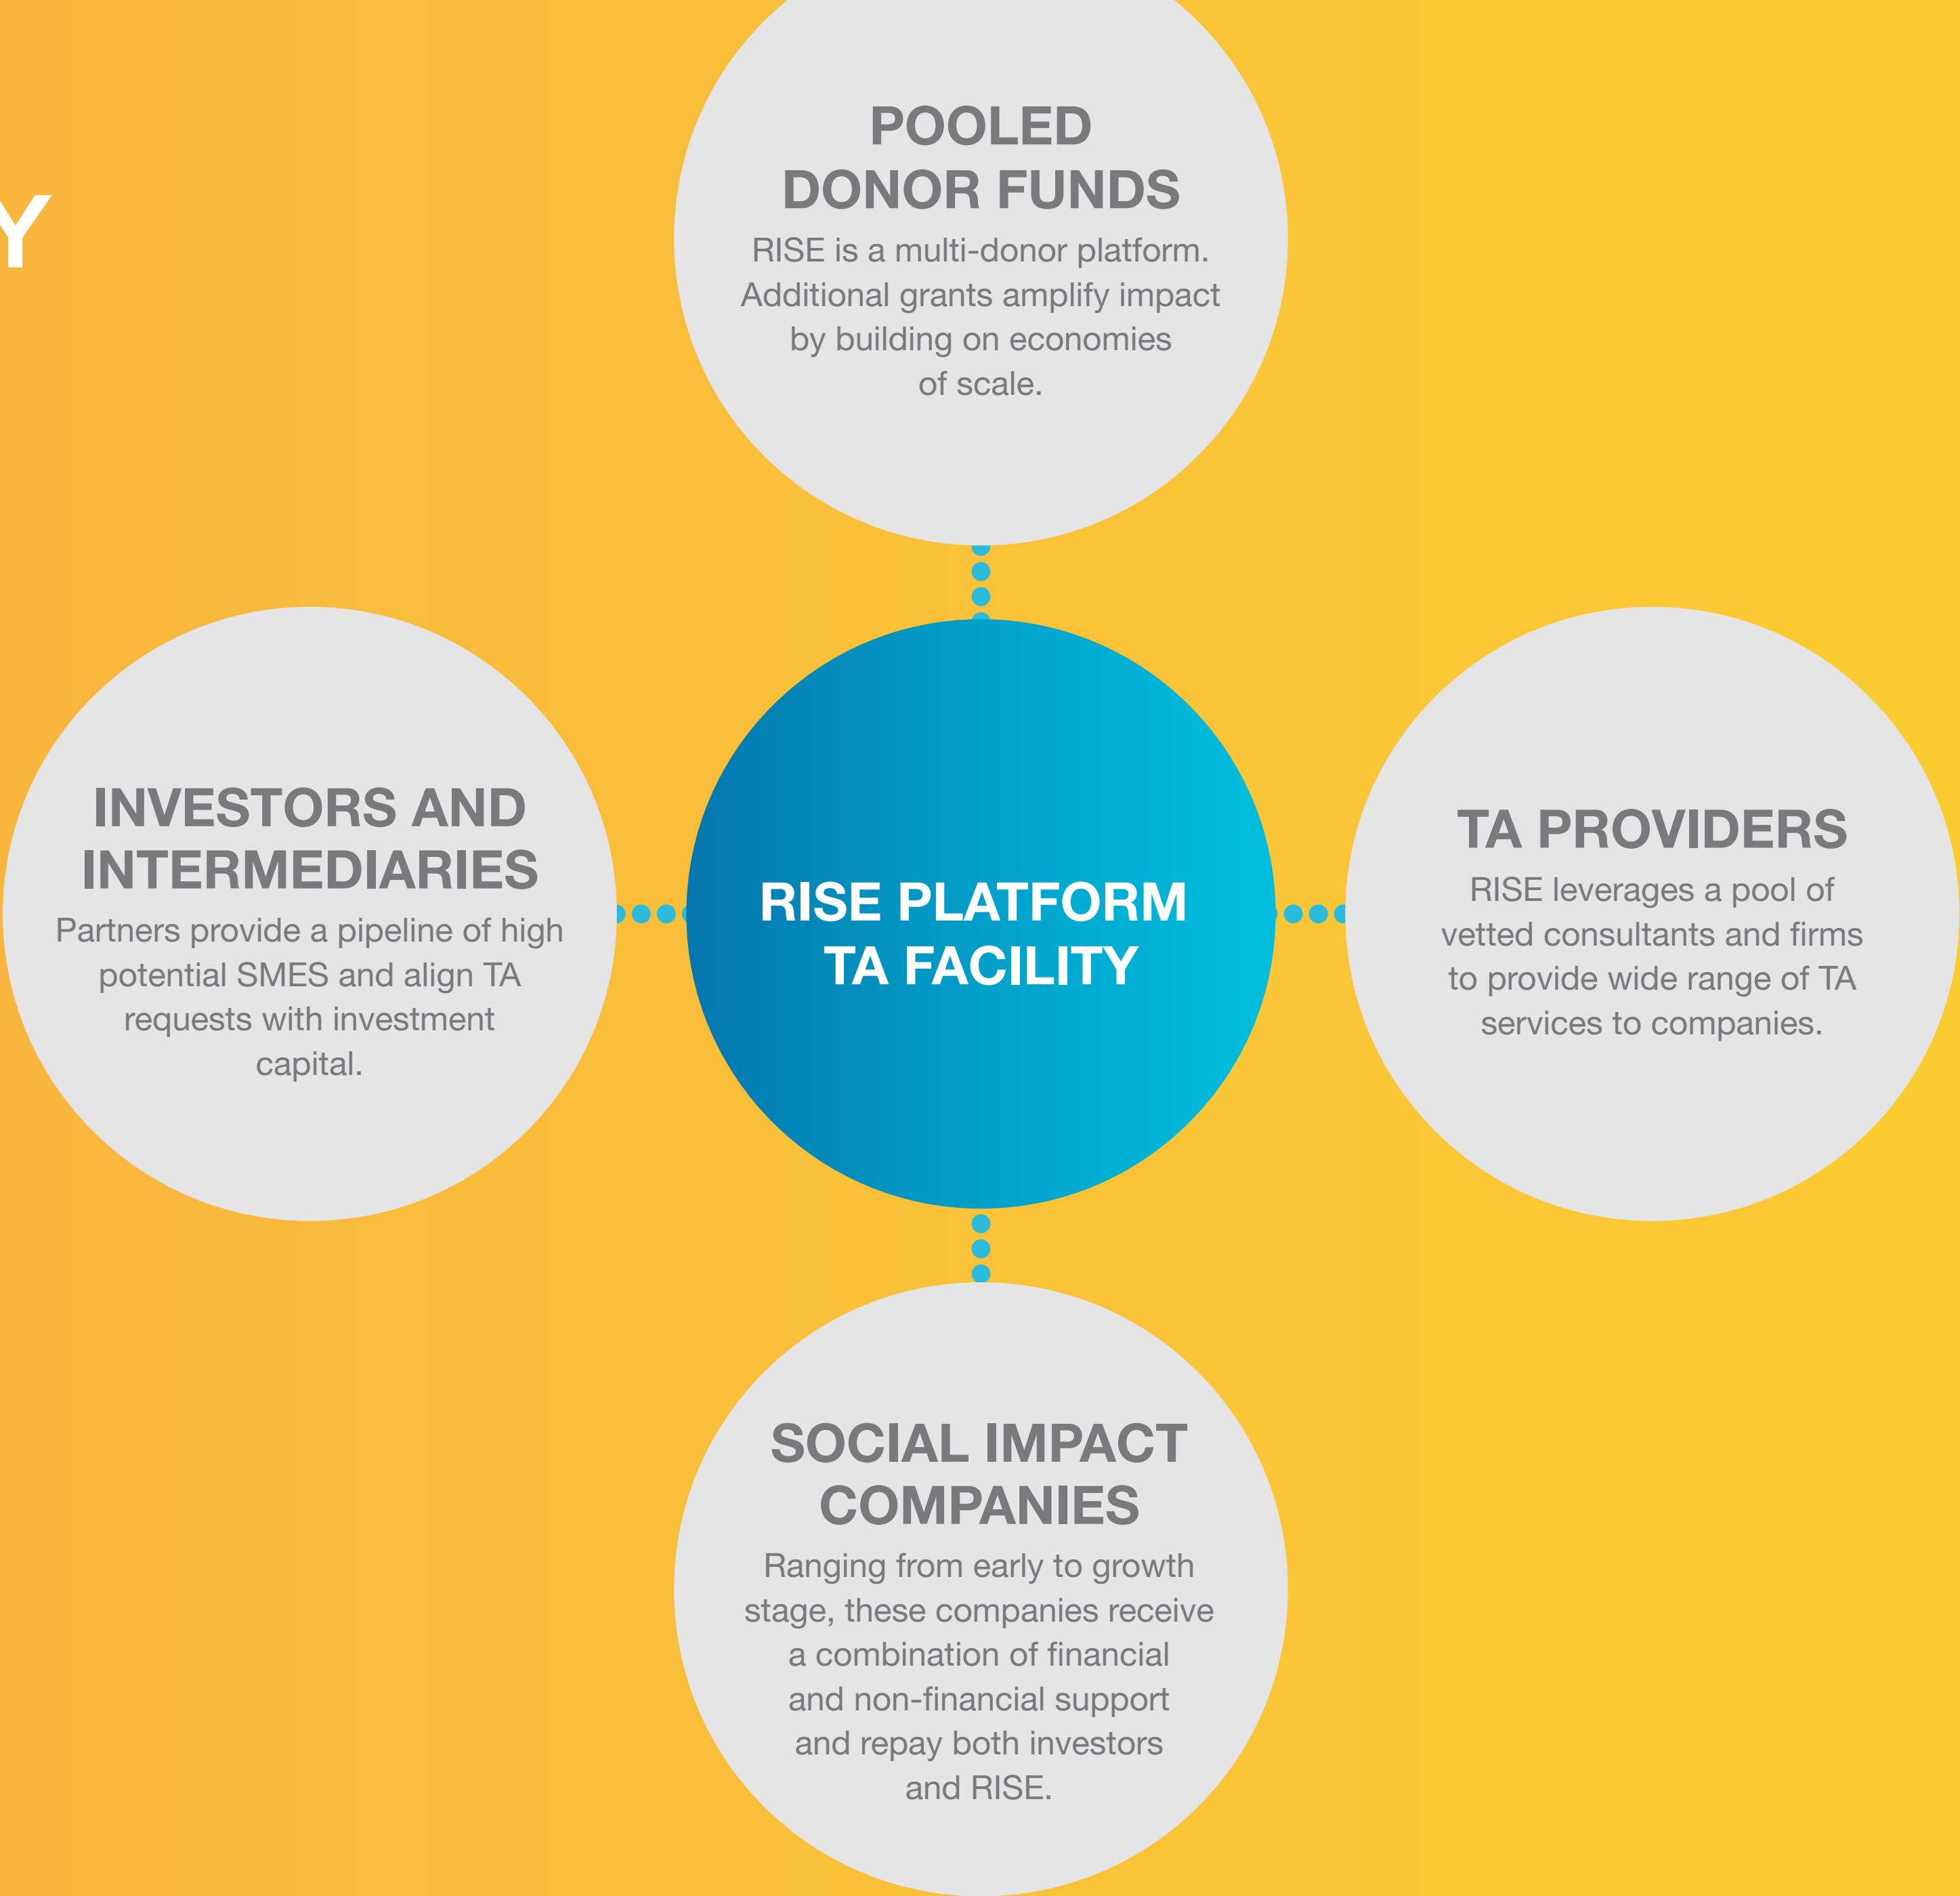 POOLED
DONOR FUNDS
RISE is a multi-donor platform.
Additional grants amplify impact
by building on economies
of scale.
Y
INVESTORS AND
INTERMEDIARIES
Partners provide a pipeline of high
potential SMES and align TA
requests with investment
capital.
RISE PLATFORM
TA FACILITY
TA PROVIDERS
RISE leverages a pool of
vetted consultants and firms
to provide wide range of TA
services to companies.
SOCIAL IMPACT
COMPANIES
Ranging from early to growth
stage, these companies receive
a combination of financial
and non-financial support
and repay both investors
and RISE.